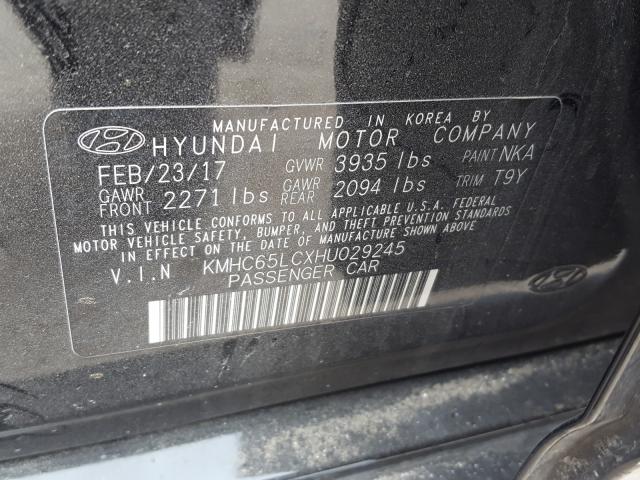 MANUFACTURED IN KOREA BY
HYUNDAI MOTOR COMPANY
FEB/23/17 GVWR 3935 lbs PAINT NKA
GAWR FRONT 2271 lbs GAWR REAR 2094 lbs TRIM T9Y
THIS VEHICLE CONFORMS TO ALL APPLICABLE U.S.A. FEDERAL
MOTOR VEHICLE SAFETY, BUMPER, AND THEFT PREVENTION STANDARDS
IN EFFECT ON THE DATE OF MANUFACTURE SHOWN ABOVE
V.I.N KMHC65LCXHU029245
PASSENGER CAR